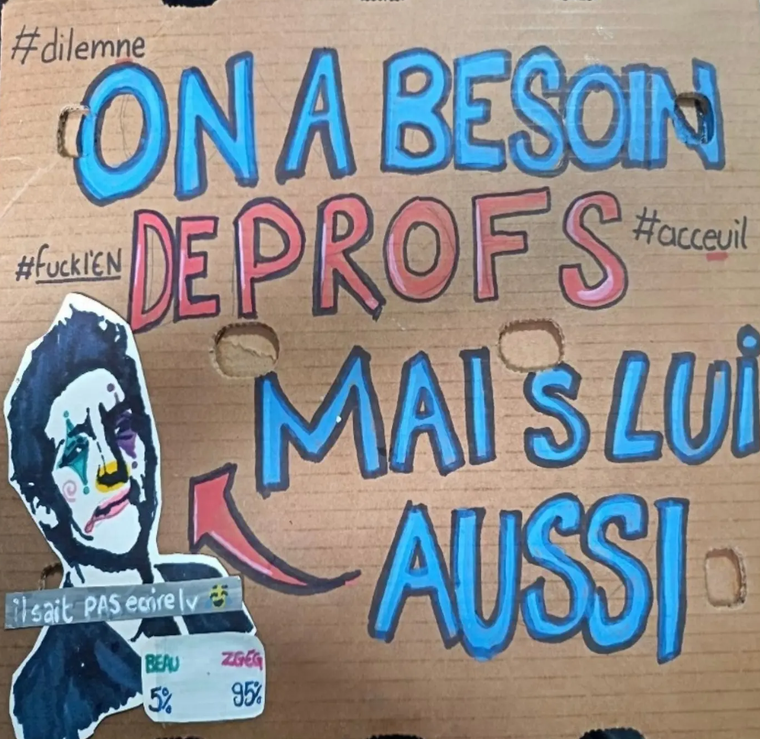 #dilemne
ON A BESOIN
DE PROFS
#acceuil
#fuckl'EN
MAIS LUi
AUSSI
il sait PAS ecrire lv
BEAU ZGEG
5% 95%